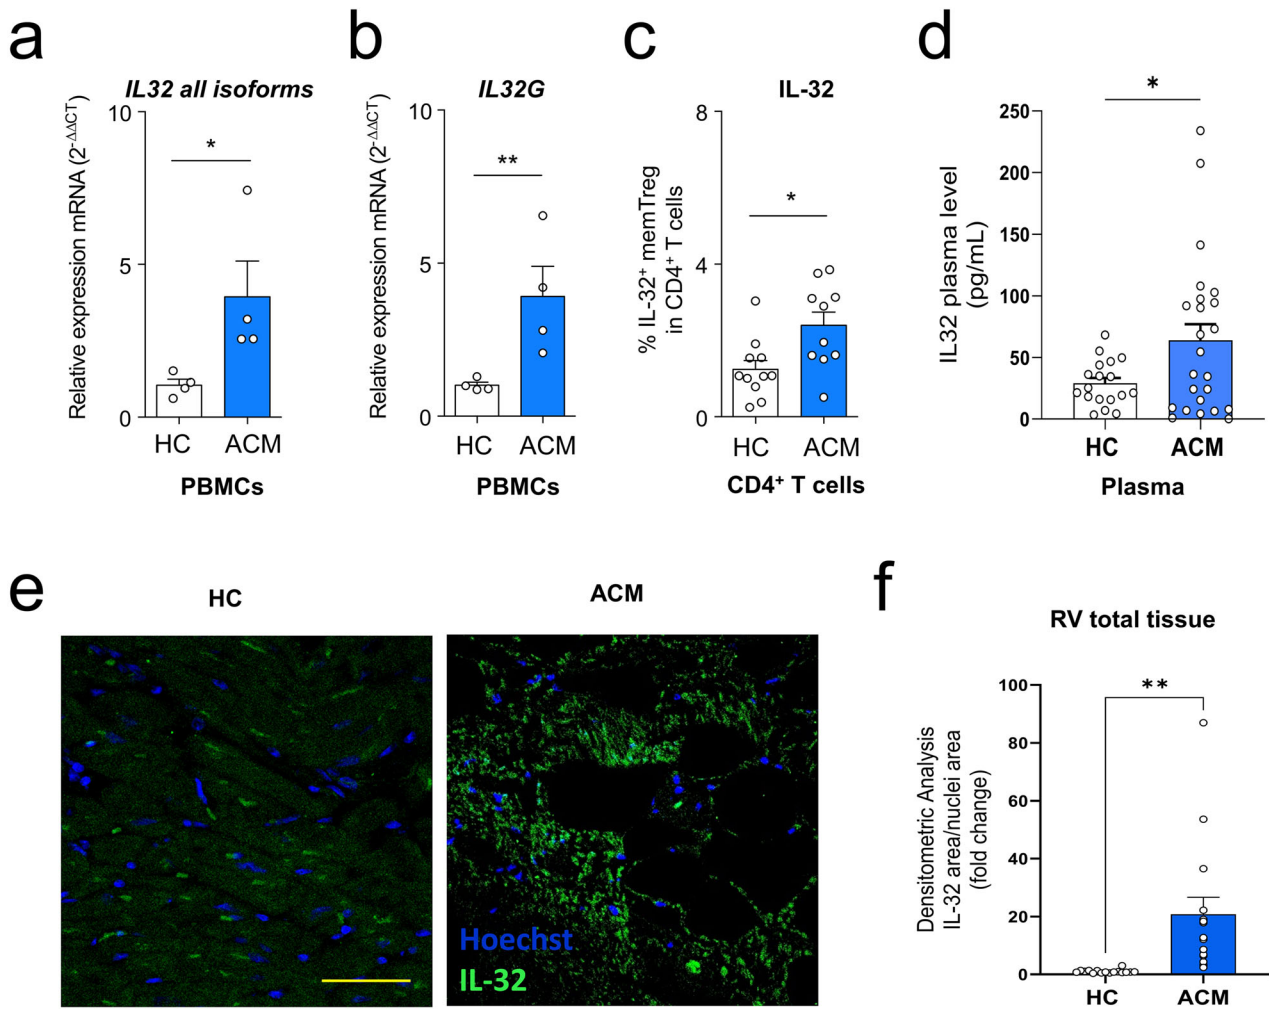 a
IL32 all isoforms
Relative expression mRNA (2-ΔΔCT)
10
5
0
*
HC
ACM
PBMCs
b
IL32G
Relative expression mRNA (2-ΔΔCT)
10
5
0
**
HC
ACM
PBMCs
c
IL-32
% IL-32+ memTreg
in CD4+ T cells
8
4
0
*
HC
ACM
CD4+ T cells
d
IL32 plasma level
(pg/mL)
250
200
150
100
50
0
*
HC
ACM
Plasma
e
HC
ACM
Hoechst
IL-32
f
RV total tissue
Densitometric Analysis
IL-32 area/nuclei area
(fold change)
100
80
60
40
20
0
**
HC
ACM